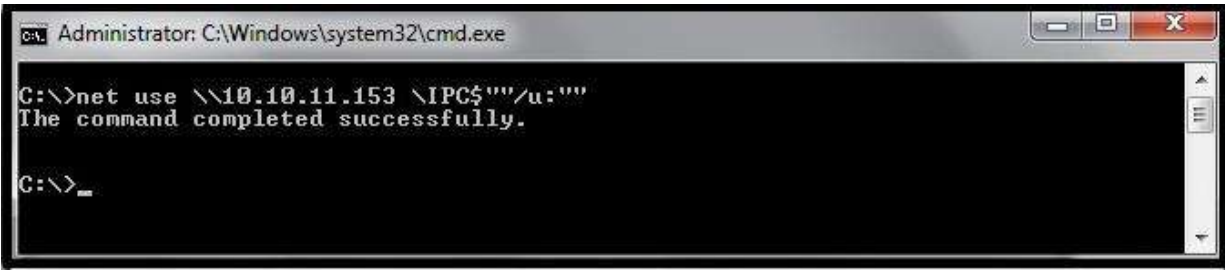 Administrator: C:\Windows\system32\cmd.exe
C:\>net use \\10.10.11.153 \IPC$""/u:""
The command completed successfully.
C:\>_